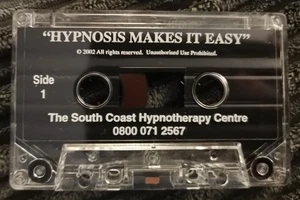 “HYPNOSIS MAKES IT EASY”
© 2002 All rights reserved. Unauthorised Use Prohibited.
Side
1
The South Coast Hypnotherapy Centre
0800 071 2567